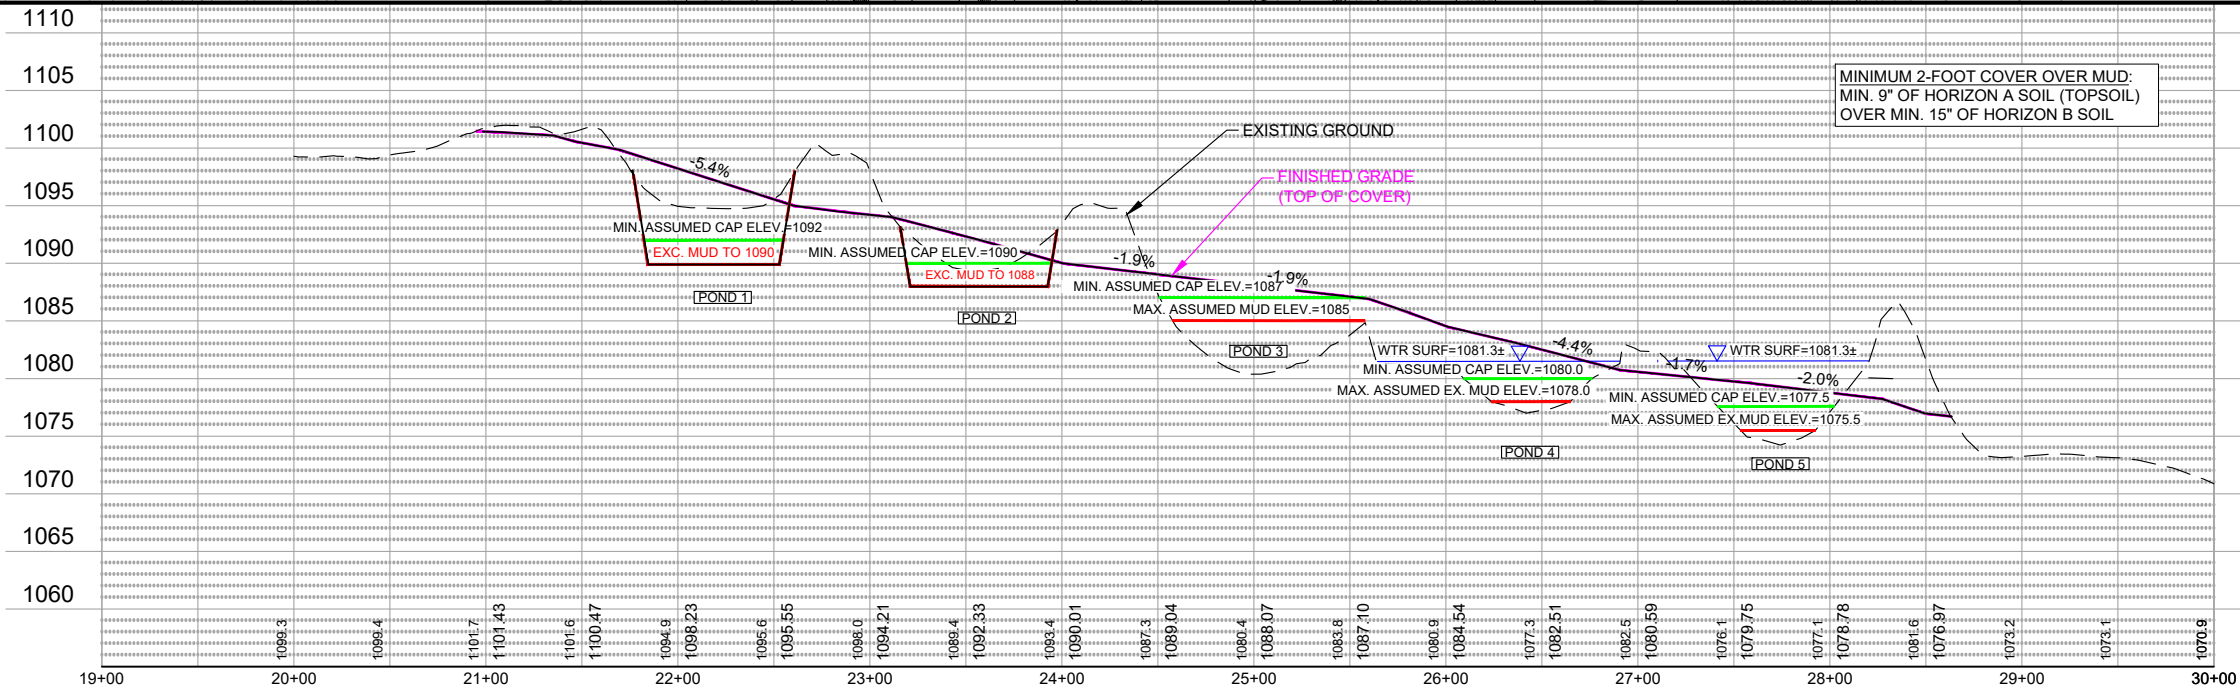 1110
1105
1100
1095
1090
1085
1080
1075
1070
1065
1060
MINIMUM 2-FOOT COVER OVER MUD:
MIN. 9" OF HORIZON A SOIL (TOPSOIL)
OVER MIN. 15" OF HORIZON B SOIL
EXISTING GROUND
FINISHED GRADE
(TOP OF COVER)
-5.4%
MIN. ASSUMED CAP ELEV.=1092
EXC. MUD TO 1090
POND 1
MIN. ASSUMED CAP ELEV.=1090
EXC. MUD TO 1088
POND 2
-1.9%
-1.9%
MIN. ASSUMED CAP ELEV.=1087
MAX. ASSUMED MUD ELEV.=1085
POND 3
WTR SURF=1081.3±
-4.4%
MIN. ASSUMED CAP ELEV.=1080.0
MAX. ASSUMED EX. MUD ELEV.=1078.0
POND 4
WTR SURF=1081.3±
-1.7%
-2.0%
MIN. ASSUMED CAP ELEV.=1077.5
MAX. ASSUMED EX.MUD ELEV.=1075.5
POND 5
1099.3
1099.4
1101.7
1101.43
1101.6
1100.47
1094.9
1098.23
1095.6
1095.55
1098.0
1094.21
1089.4
1092.33
1093.4
1090.01
1087.3
1089.04
1080.4
1088.07
1083.8
1087.10
1080.9
1084.54
1077.3
1082.51
1082.5
1080.59
1076.1
1079.75
1077.1
1078.78
1081.6
1076.97
1073.2
1073.1
1070.9
19+00
20+00
21+00
22+00
23+00
24+00
25+00
26+00
27+00
28+00
29+00
30+00